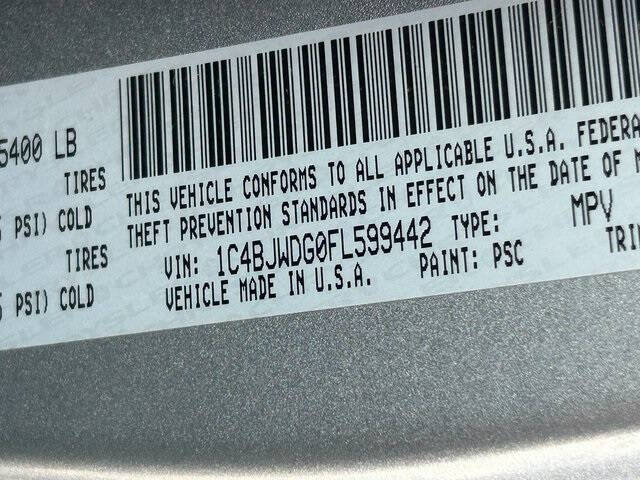 5400 LB
TIRES
PSI) COLD
TIRES
PSI) COLD
THIS VEHICLE CONFORMS TO ALL APPLICABLE U.S.A. FEDERA
THEFT PREVENTION STANDARDS IN EFFECT ON THE DATE OF M
VIN: 1C4BJWDG0FL599442 TYPE: MPV
VEHICLE MADE IN U.S.A. PAINT: PSC TRIM